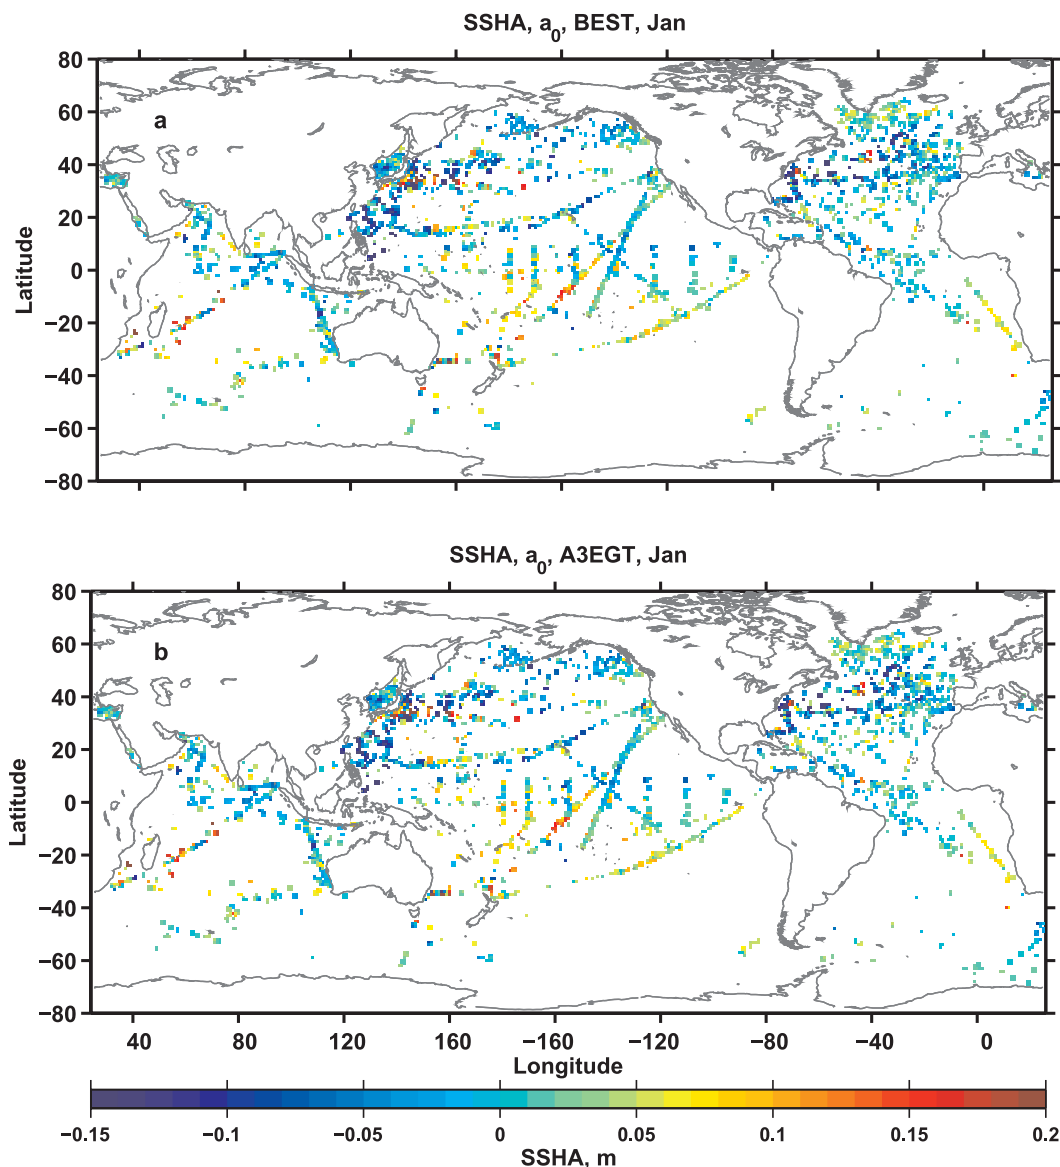 SSHA, a0, BEST, Jan
80
60
40
20
0
−20
−40
−60
−80
Latitude
a
SSHA, a0, A3EGT, Jan
80
60
40
20
0
−20
−40
−60
−80
Latitude
b
40 80 120 160 −160 −120 −80 −40 0
Longitude
−0.15 −0.1 −0.05 0 0.05 0.1 0.15 0.2
SSHA, m